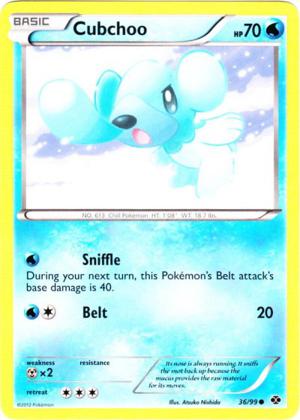 BASIC
Cubchoo
HP70
NO. 613 Chill Pokémon HT: 1'08" WT: 18.7 lbs.
Sniffle
During your next turn, this Pokémon's Belt attack's
base damage is 40.
Belt 20
weakness resistance
×2
retreat
Its nose is always running. It sniffs
the snot back up because the
mucus provides the raw material
for its moves.
Illus. Atsuko Nishida 36/99
©2012 Pokémon